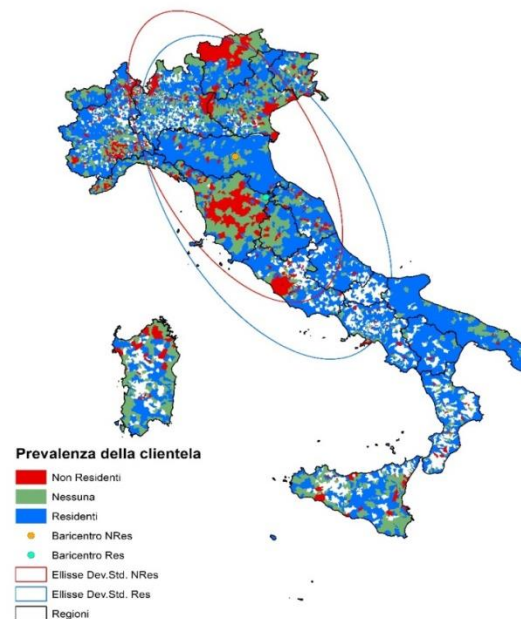 Prevalenza della clientela
Non Residenti
Nessuna
Residenti
Baricentro NRes
Baricentro Res
Ellisse Dev.Std. NRes
Ellisse Dev.Std. Res
Regioni